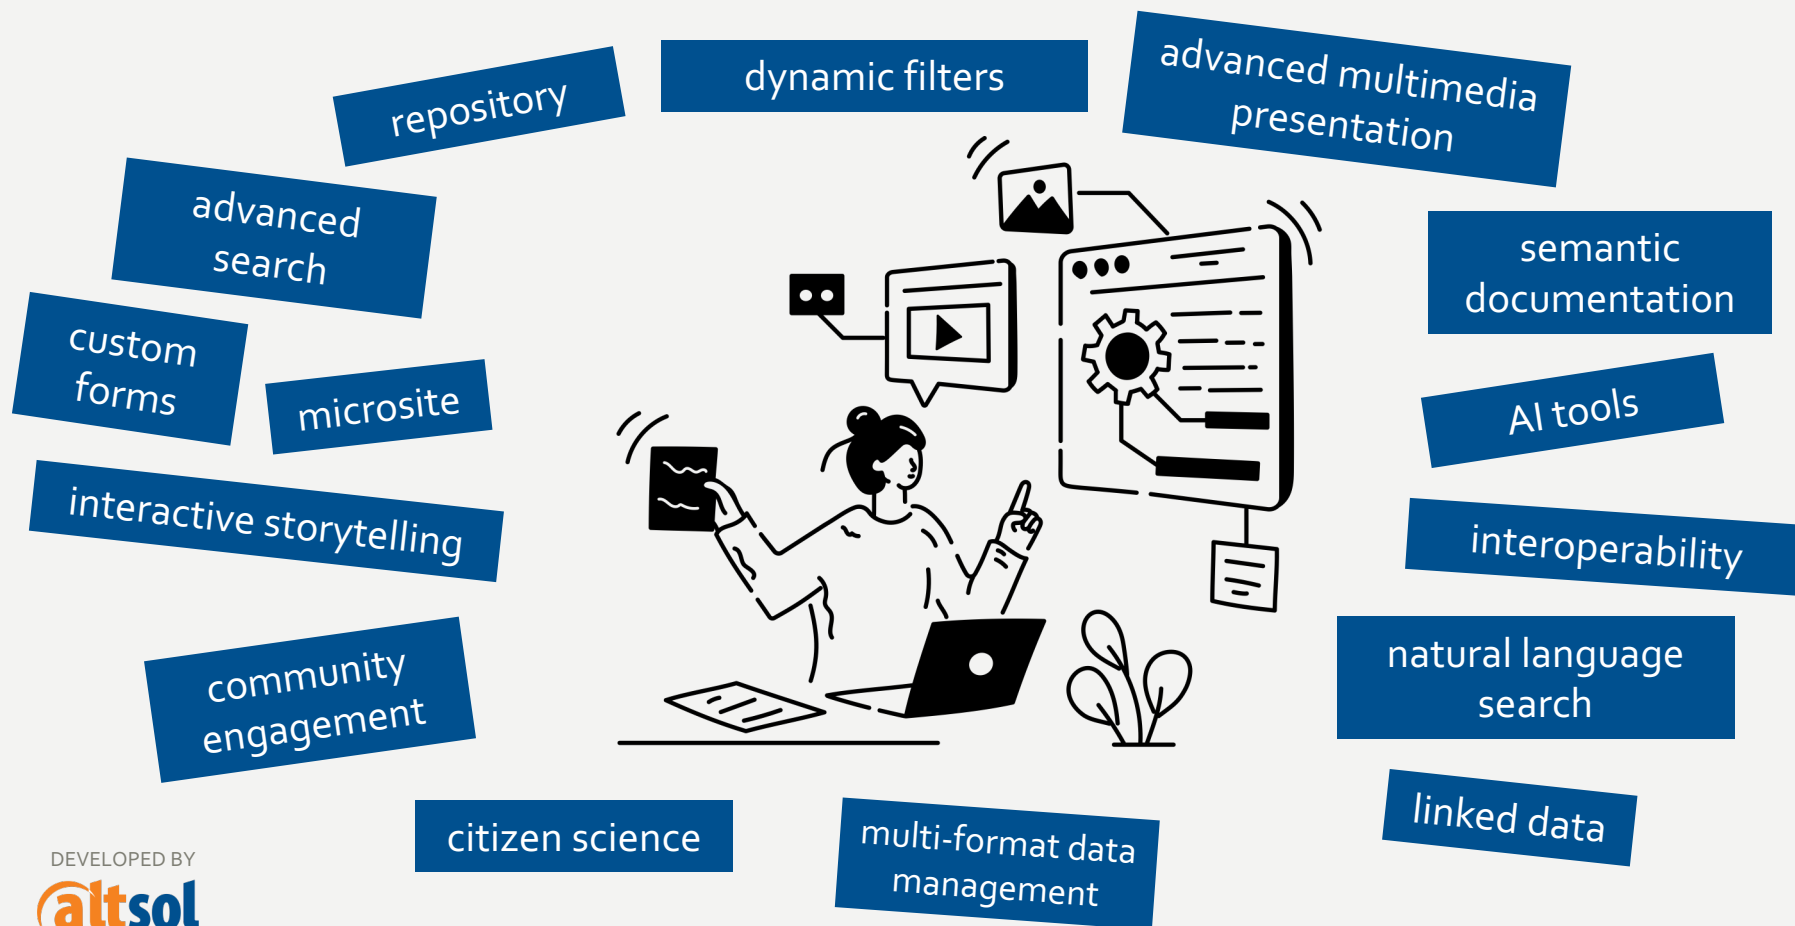 repository
dynamic filters
advanced multimedia
presentation
advanced
search
semantic
documentation
custom
forms
microsite
AI tools
interactive storytelling
interoperability
community
engagement
natural language
search
citizen science
multi-format data
management
linked data
DEVELOPED BY
altsol